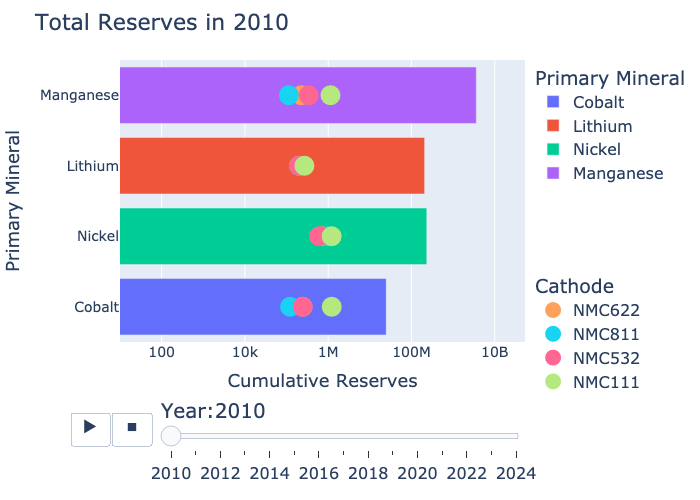 Total Reserves in 2010
Primary Mineral
Manganese
Lithium
Nickel
Cobalt
100
10k
1M
100M
10B
Cumulative Reserves
Primary Mineral
Cobalt
Lithium
Nickel
Manganese
Cathode
NMC622
NMC811
NMC532
NMC111
Year:2010
2010 2012 2014 2016 2018 2020 2022 2024